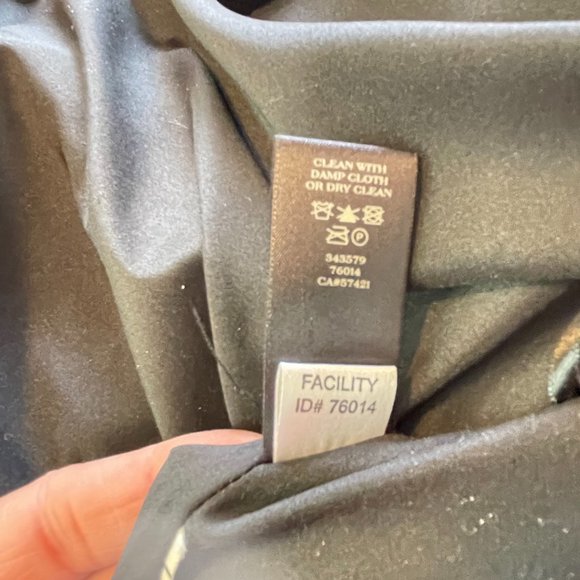 CLEAN WITH
DAMP CLOTH
OR DRY CLEAN
P
343579
76014
CA#57421
FACILITY
ID# 76014